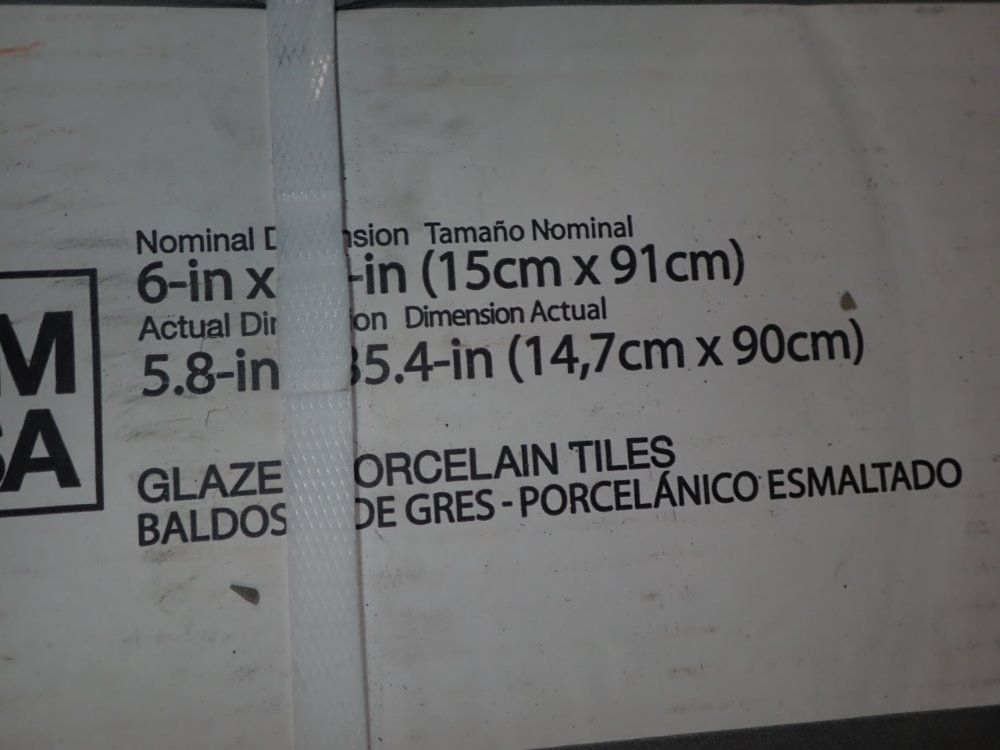 Nominal sion Tamaño Nominal
6-in x -in (15cm x 91cm)
Actual on Dimension Actual
5.8-in 35.4-in (14,7cm x 90cm)
GLAZE ORCELAIN TILES
BALDOS DE GRES - PORCELÁNICO ESMALTADO
M
SA